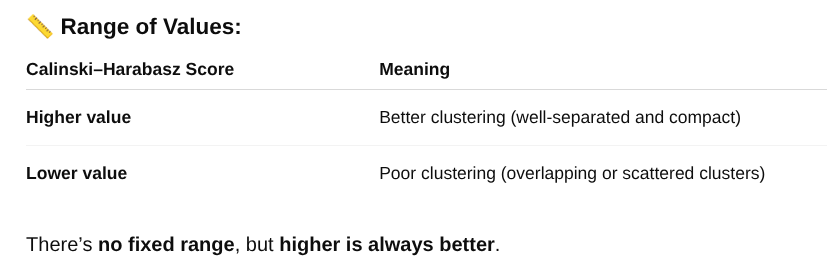 📏 Range of Values:
Calinski–Harabasz Score Meaning
Higher value Better clustering (well-separated and compact)
Lower value Poor clustering (overlapping or scattered clusters)
There’s no fixed range, but higher is always better.